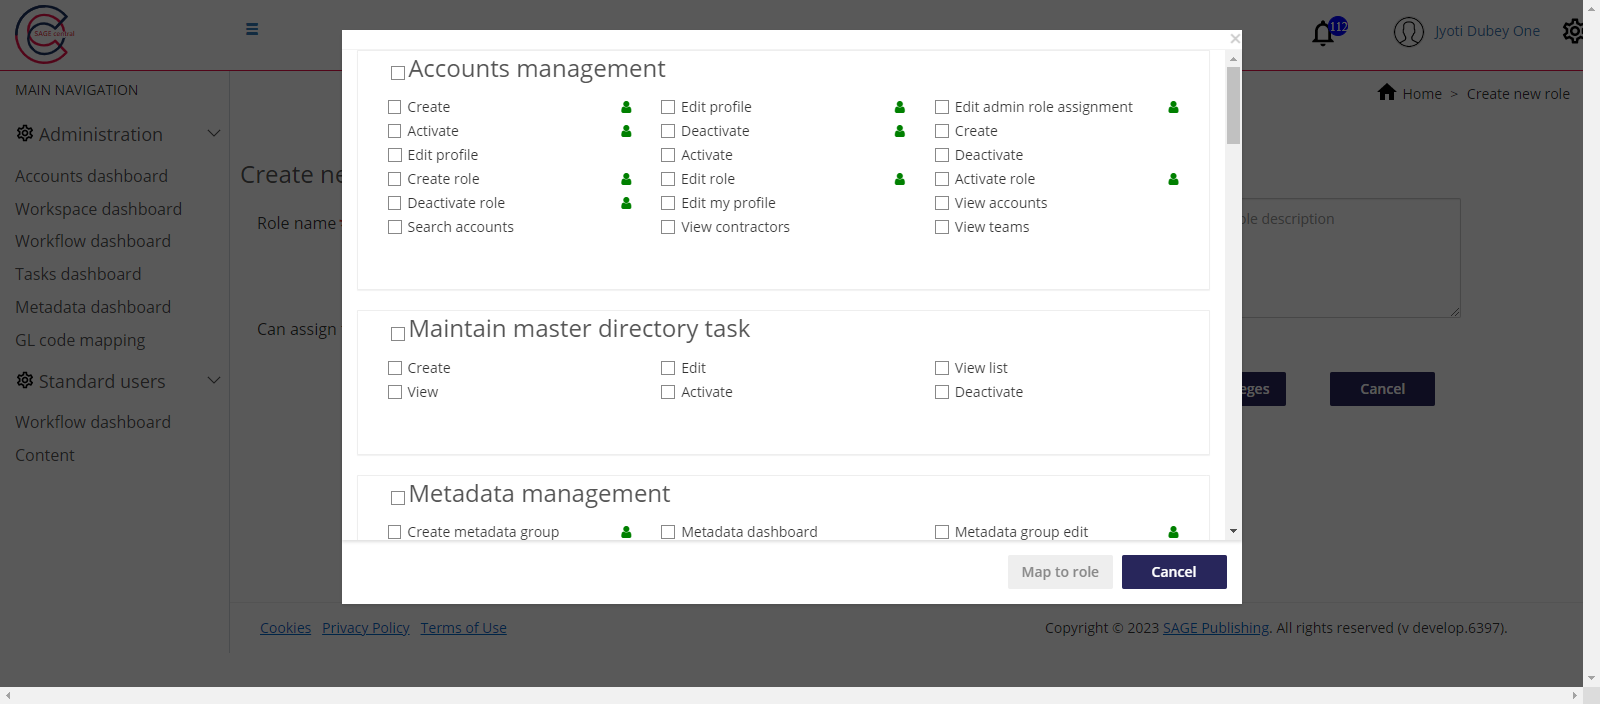 SAGE central
112
Jyoti Dubey One
MAIN NAVIGATION
Home > Create new role
Administration
Accounts dashboard
Workspace dashboard
Workflow dashboard
Tasks dashboard
Metadata dashboard
GL code mapping
Standard users
Workflow dashboard
Content
Create ne
Role name
Can assign
Accounts management
Create Edit profile Edit admin role assignment
Activate Deactivate Create
Edit profile Activate Deactivate
Create role Edit role Activate role
Deactivate role Edit my profile View accounts
Search accounts View contractors View teams
Maintain master directory task
Create Edit View list
View Activate Deactivate
Metadata management
Create metadata group Metadata dashboard Metadata group edit
Map to role Cancel
ole description
eges Cancel
Cookies Privacy Policy Terms of Use
Copyright © 2023 SAGE Publishing. All rights reserved (v develop.6397).